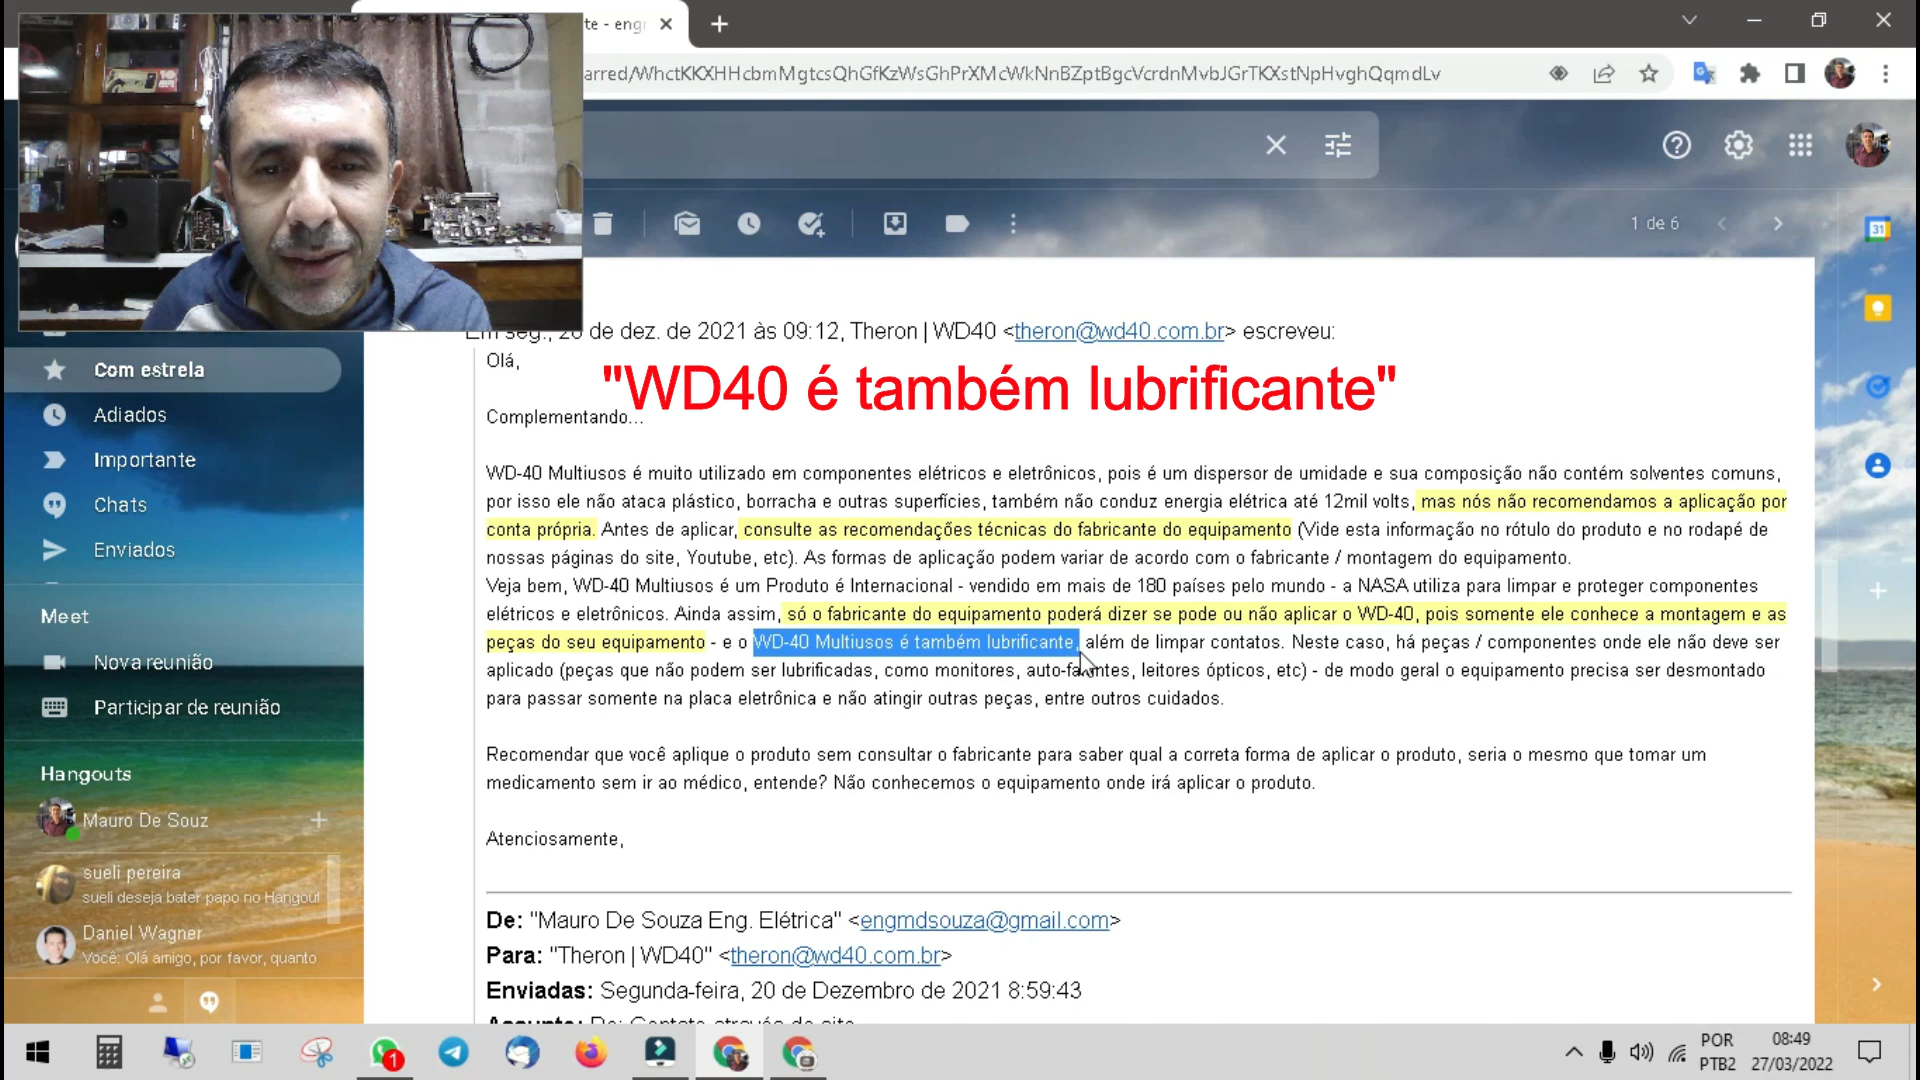 te - eng
arred/WhctKKXHHcbmMgtcsQhGfKzWsGhPrXMcWkNnBZptBgcVcrdnMvbJGrTKXstNpHvghQqmdLv
1 de 6
31
Em seg., 20 de dez. de 2021 às 09:12, Theron | WD40 <theron@wd40.com.br> escreveu:
Olá,
"WD40 é também lubrificante"
Complementando...
WD-40 Multiusos é muito utilizado em componentes elétricos e eletrônicos, pois é um dispersor de umidade e sua composição não contém solventes comuns,
por isso ele não ataca plástico, borracha e outras superfícies, também não conduz energia elétrica até 12mil volts, mas nós não recomendamos a aplicação por
conta própria. Antes de aplicar, consulte as recomendações técnicas do fabricante do equipamento (Vide esta informação no rótulo do produto e no rodapé de
nossas páginas do site, Youtube, etc). As formas de aplicação podem variar de acordo com o fabricante / montagem do equipamento.
Veja bem, WD-40 Multiusos é um Produto é Internacional - vendido em mais de 180 países pelo mundo - a NASA utiliza para limpar e proteger componentes
elétricos e eletrônicos. Ainda assim, só o fabricante do equipamento poderá dizer se pode ou não aplicar o WD-40, pois somente ele conhece a montagem e as
peças do seu equipamento - e o WD-40 Multiusos é também lubrificante, além de limpar contatos. Neste caso, há peças / componentes onde ele não deve ser
aplicado (peças que não podem ser lubrificadas, como monitores, auto-falantes, leitores ópticos, etc) - de modo geral o equipamento precisa ser desmontado
para passar somente na placa eletrônica e não atingir outras peças, entre outros cuidados.
Recomendar que você aplique o produto sem consultar o fabricante para saber qual a correta forma de aplicar o produto, seria o mesmo que tomar um
medicamento sem ir ao médico, entende? Não conhecemos o equipamento onde irá aplicar o produto.
Atenciosamente,
De: "Mauro De Souza Eng. Elétrica" <engmdsouza@gmail.com>
Para: "Theron | WD40" <theron@wd40.com.br>
Enviadas: Segunda-feira, 20 de Dezembro de 2021 8:59:43
Assunto: Re: Contato através do site
Com estrela
Adiados
Importante
Chats
Enviados
Meet
Nova reunião
Participar de reunião
Hangouts
Mauro De Souz
sueli pereira
sueli deseja bater papo no Hangout
Daniel Wagner
Você: Olá amigo, por favor, quanto
1
POR
PTB2
08:49
27/03/2022